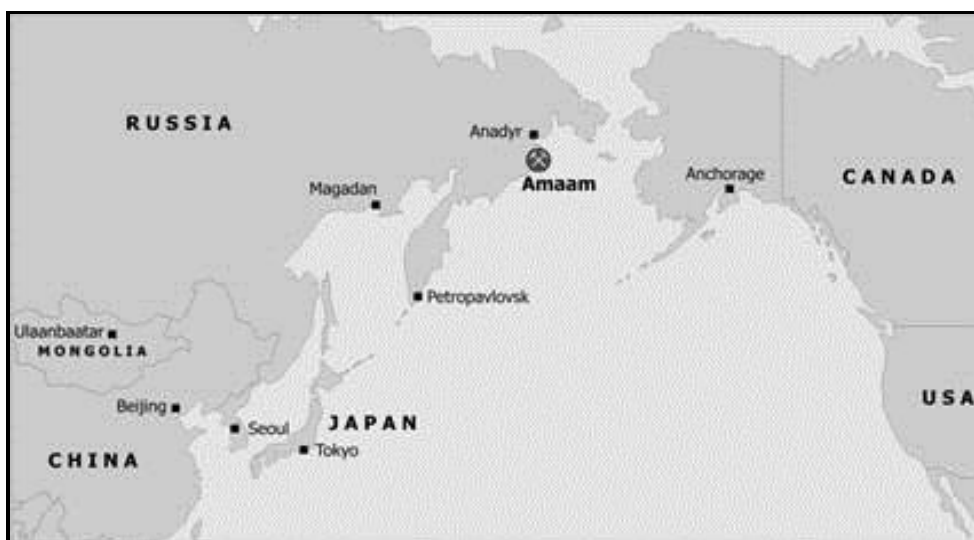 RUSSIA
Anadyr
Amaam
Anchorage
CANADA
Magadan
Petropavlovsk
Ulaanbaatar
MONGOLIA
Beijing
Seoul
JAPAN
USA
Tokyo
CHINA